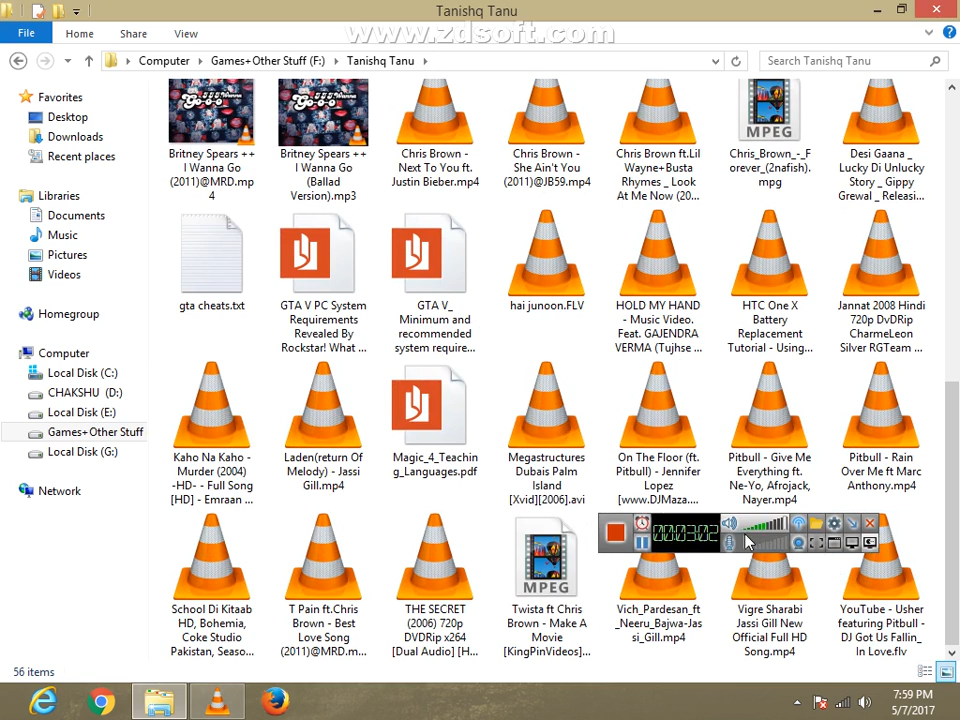 Tanishq Tanu
File Home Share View
www.zdsoft.com
Computer Games+Other Stuff (F:) Tanishq Tanu
Search Tanishq Tanu
Favorites
Desktop
Downloads
Recent places
Libraries
Documents
Music
Pictures
Videos
Homegroup
Computer
Local Disk (C:)
CHAKSHU (D:)
Local Disk (E:)
Games+Other Stuff
Local Disk (G:)
Network
Britney Spears ++
I Wanna Go
(2011)@MRD.mp
4
Britney Spears ++
I Wanna Go
(Ballad
Version).mp3
Chris Brown -
Next To You ft.
Justin Bieber.mp4
Chris Brown -
She Ain't You
(2011)@JB59.mp4
Chris Brown ft.Lil
Wayne+Busta
Rhymes _ Look
At Me Now (20...
MPEG
Chris_Brown_-_F
orever_(2nafish).
mpg
Desi Gaana _
Lucky Di Unlucky
Story _ Gippy
Grewal _ Releasi...
gta cheats.txt
GTA V PC System
Requirements
Revealed By
Rockstar! What ...
GTA V_
Minimum and
recommended
system require...
hai junoon.FLV
HOLD MY HAND
- Music Video.
Feat. GAJENDRA
VERMA (Tujhse ...
HTC One X
Battery
Replacement
Tutorial - Using...
Jannat 2008 Hindi
720p DvDRip
CharmeLeon
Silver RGTeam ...
Kaho Na Kaho -
Murder (2004)
-HD- - Full Song
[HD] - Emraan ...
Laden(return Of
Melody) - Jassi
Gill.mp4
Magic_4_Teachin
g_Languages.pdf
Megastructures
Dubais Palm
Island
[Xvid][2006].avi
On The Floor (ft.
Pitbull) - Jennifer
Lopez
[www.DJMaza....
Pitbull - Give Me
Everything ft.
Ne-Yo, Afrojack,
Nayer.mp4
Pitbull - Rain
Over Me ft Marc
Anthony.mp4
00:03:02
School Di Kitaab
HD, Bohemia,
Coke Studio
Pakistan, Seaso...
T Pain ft.Chris
Brown - Best
Love Song
(2011)@MRD.m...
THE SECRET
(2006) 720p
DVDRip x264
[Dual Audio] [H...
MPEG
Twista ft Chris
Brown - Make A
Movie
[KingPinVideos]...
Vich_Pardesan_ft
_Neeru_Bajwa-Jas
si_Gill.mp4
Vigre Sharabi
Jassi Gill New
Official Full HD
Song.mp4
YouTube - Usher
featuring Pitbull -
DJ Got Us Fallin_
In Love.flv
56 items
7:59 PM
5/7/2017